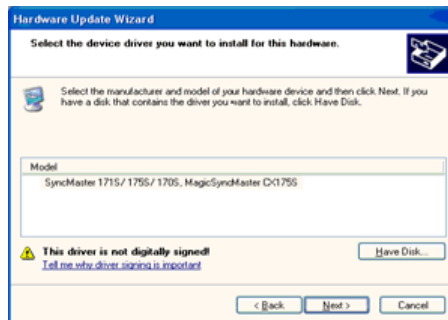 Hardware Update Wizard
Select the device driver you want to install for this hardware.
Select the manufacturer and model of your hardware device and then click Next. If you
have a disk that contains the driver you want to install, click Have Disk.
Model
SyncMaster 171S/ 175S/ 170S, MagicSyncMaster CX175S
This driver is not digitally signed!
Have Disk...
Tell me why driver signing is important
< Back
Next >
Cancel